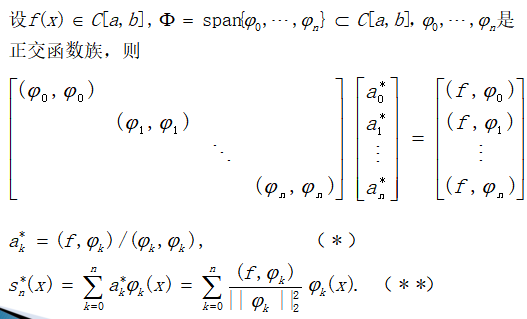 设f(x) ∈ C[a, b], Φ = span{φ₀, ⋯, φₙ} ⊂ C[a, b], φ₀, ⋯, φₙ是
正交函数族, 则
[(φ₀, φ₀) (φ₁, φ₁) ⋱ (φₙ, φₙ)] [a₀* a₁* ⋮ aₙ*] = [(f, φ₀) (f, φ₁) ⋮ (f, φₙ)]
aₖ* = (f, φₖ)/(φₖ, φₖ), (*)
sₙ*(x) = ∑ₖ₌₀ⁿ aₖ*φₖ(x) = ∑ₖ₌₀ⁿ (f, φₖ)/||φₖ||₂² φₖ(x). (**)